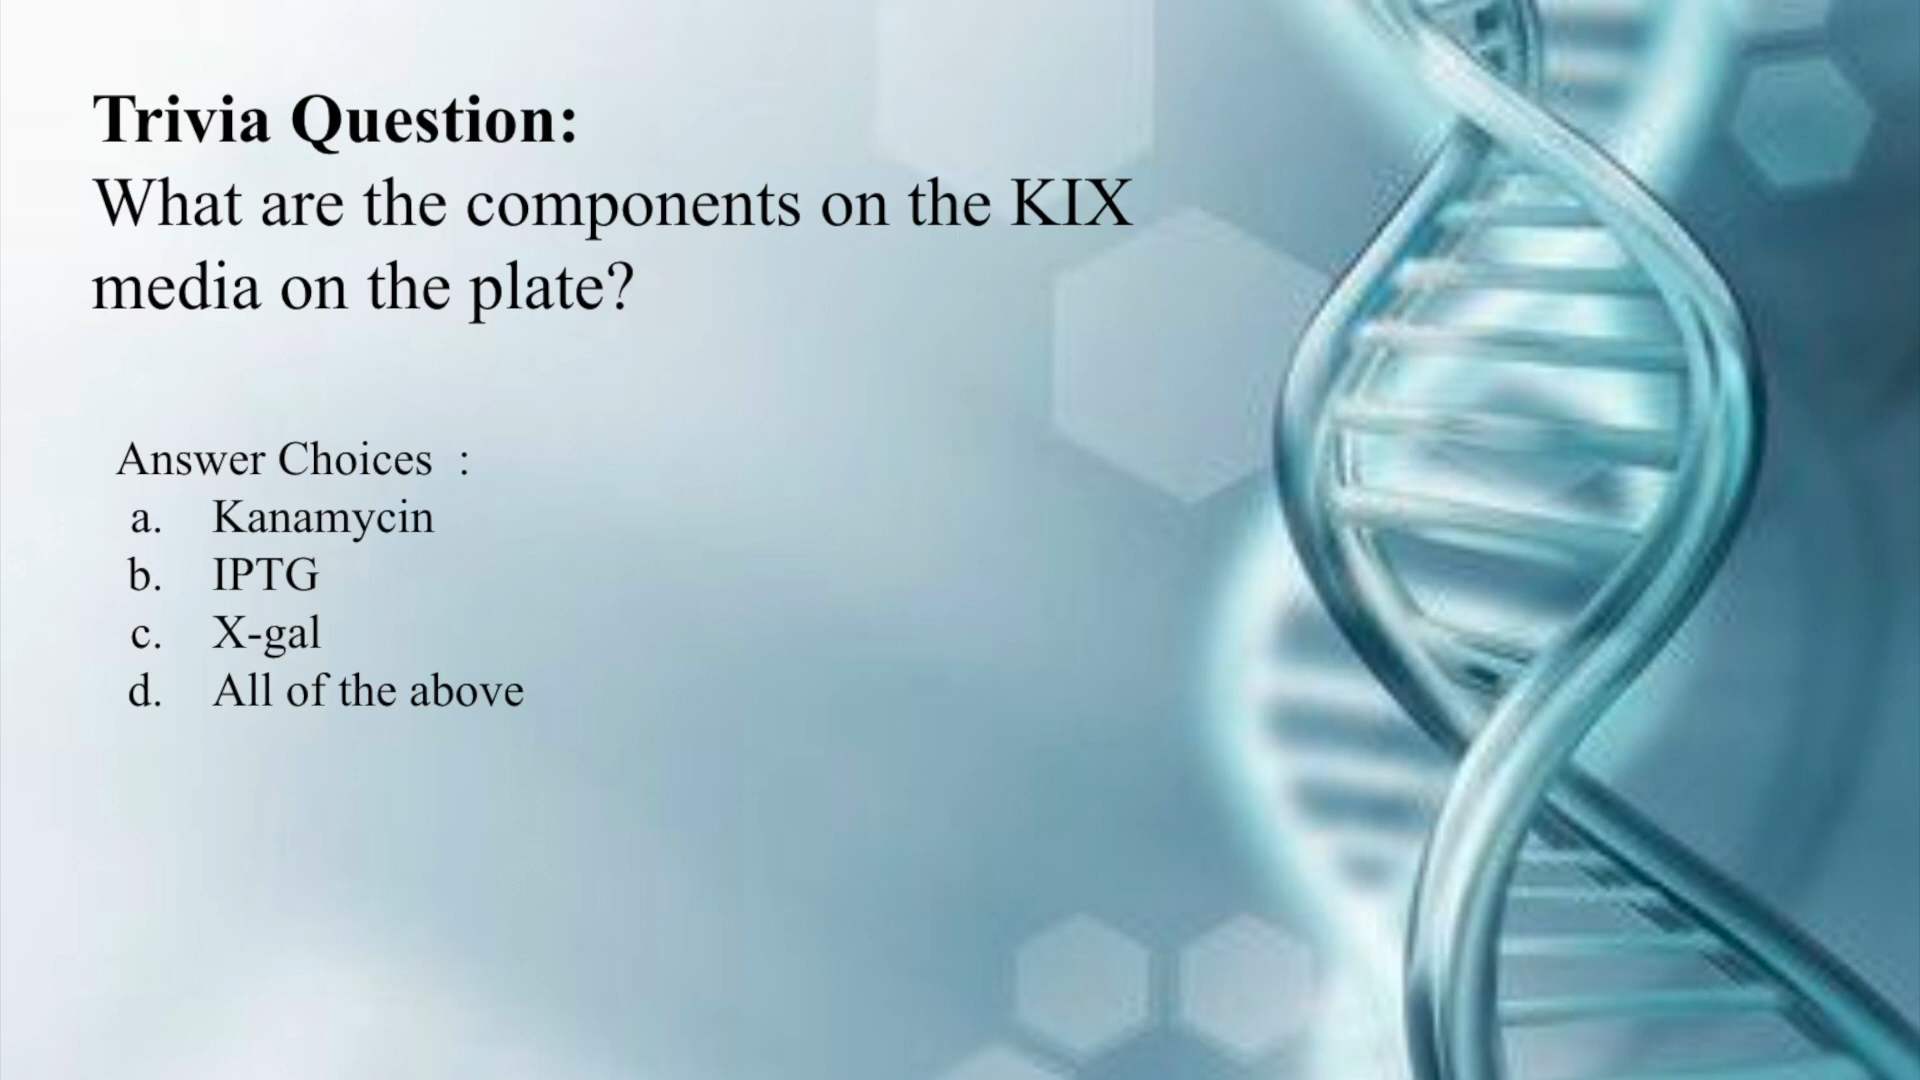 Trivia Question:
What are the components on the KIX
media on the plate?
Answer Choices :
a. Kanamycin
b. IPTG
c. X-gal
d. All of the above